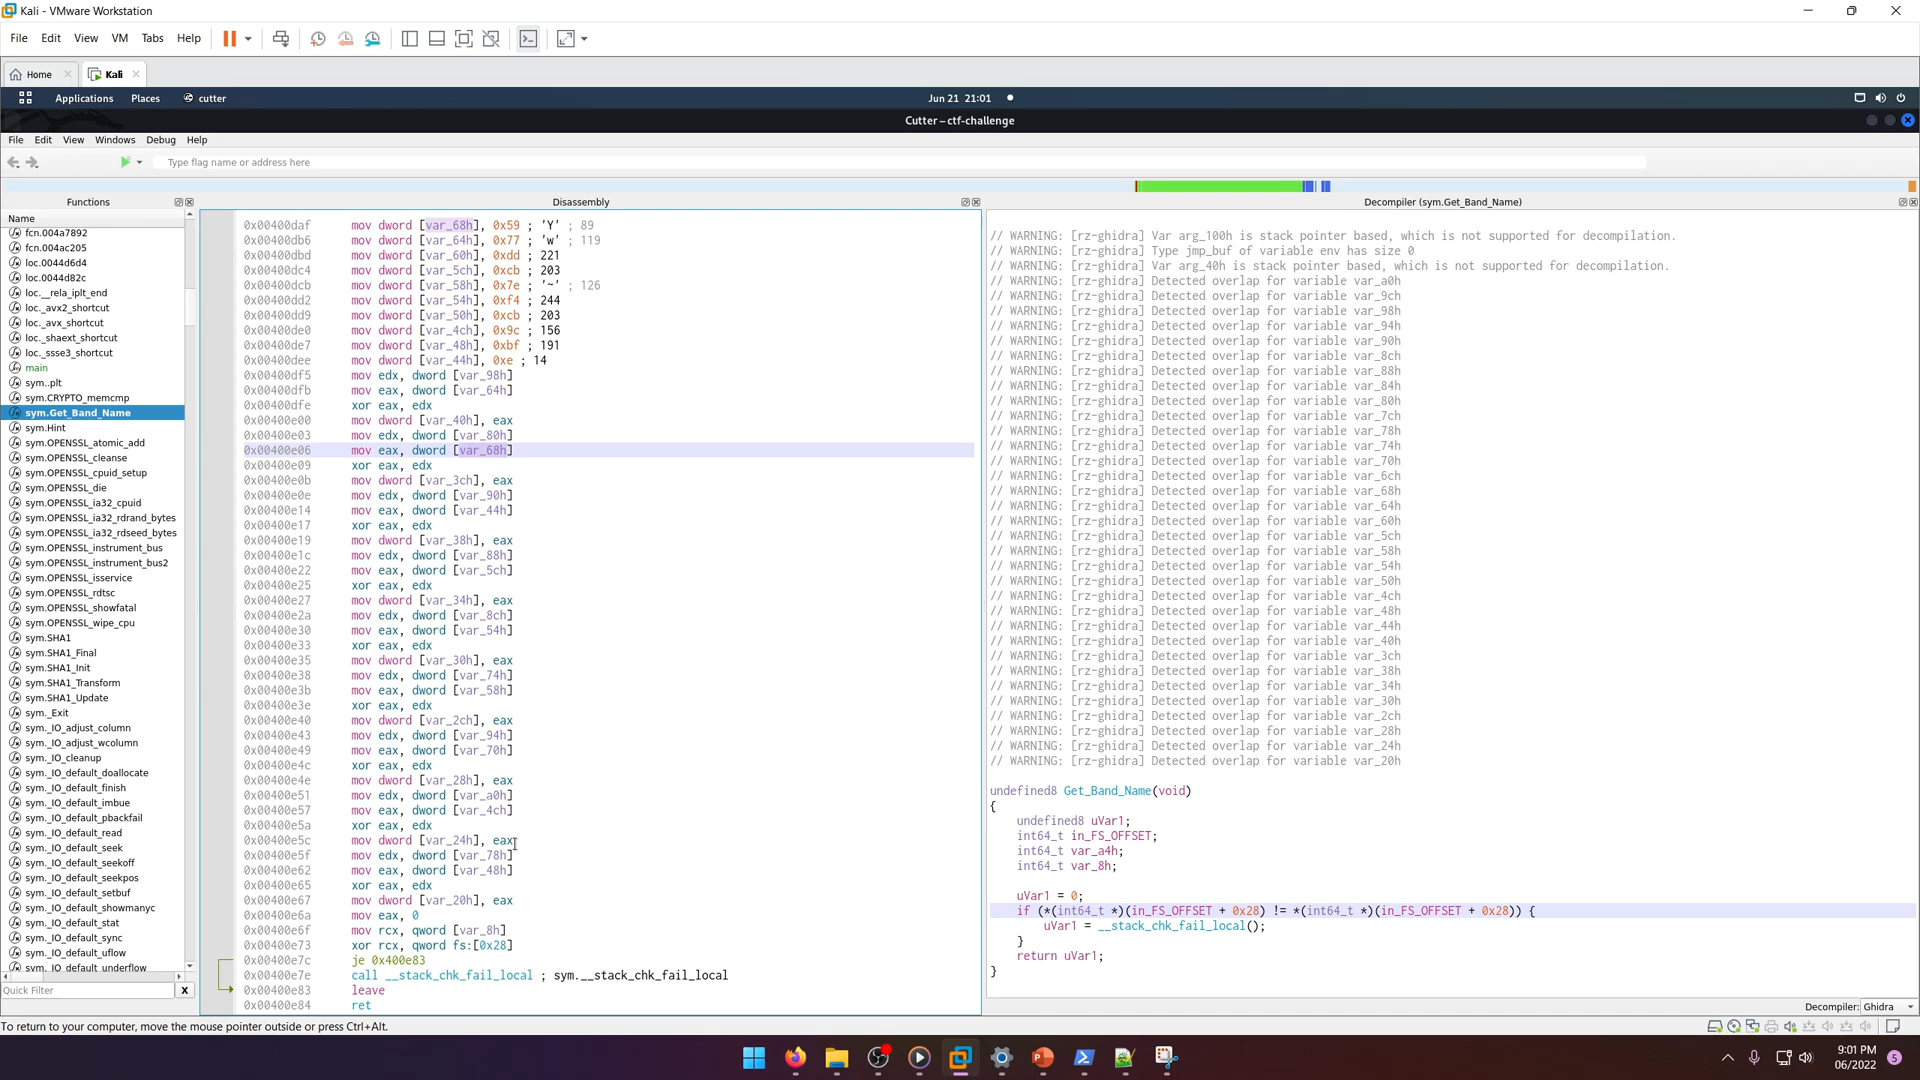 Kali - VMware Workstation
File Edit View VM Tabs Help
Home Kali
Applications Places cutter Jun 21 21:01
Cutter – ctf-challenge
File Edit View Windows Debug Help
Type flag name or address here
Functions
Name
fcn.004a7892
fcn.004ac205
loc.0044d6d4
loc.0044d82c
loc.__rela_iplt_end
loc._avx2_shortcut
loc._avx_shortcut
loc._shaext_shortcut
loc._ssse3_shortcut
main
sym..plt
sym.CRYPTO_memcmp
sym.Get_Band_Name
sym.Hint
sym.OPENSSL_atomic_add
sym.OPENSSL_cleanse
sym.OPENSSL_cpuid_setup
sym.OPENSSL_die
sym.OPENSSL_ia32_cpuid
sym.OPENSSL_ia32_rdrand_bytes
sym.OPENSSL_ia32_rdseed_bytes
sym.OPENSSL_instrument_bus
sym.OPENSSL_instrument_bus2
sym.OPENSSL_isservice
sym.OPENSSL_rdtsc
sym.OPENSSL_showfatal
sym.OPENSSL_wipe_cpu
sym.SHA1
sym.SHA1_Final
sym.SHA1_Init
sym.SHA1_Transform
sym.SHA1_Update
sym._Exit
sym._IO_adjust_column
sym._IO_adjust_wcolumn
sym._IO_cleanup
sym._IO_default_doallocate
sym._IO_default_finish
sym._IO_default_imbue
sym._IO_default_pbackfail
sym._IO_default_read
sym._IO_default_seek
sym._IO_default_seekoff
sym._IO_default_seekpos
sym._IO_default_setbuf
sym._IO_default_showmanyc
sym._IO_default_stat
sym._IO_default_sync
sym._IO_default_uflow
sym._IO_default_underflow
Quick Filter X
Disassembly
0x00400daf mov dword [var_68h], 0x59 ; 'Y' ; 89
0x00400db6 mov dword [var_64h], 0x77 ; 'w' ; 119
0x00400dbd mov dword [var_60h], 0xdd ; 221
0x00400dc4 mov dword [var_5ch], 0xcb ; 203
0x00400dcb mov dword [var_58h], 0x7e ; '~' ; 126
0x00400dd2 mov dword [var_54h], 0xf4 ; 244
0x00400dd9 mov dword [var_50h], 0xcb ; 203
0x00400de0 mov dword [var_4ch], 0x9c ; 156
0x00400de7 mov dword [var_48h], 0xbf ; 191
0x00400dee mov dword [var_44h], 0xe ; 14
0x00400df5 mov edx, dword [var_98h]
0x00400dfb mov eax, dword [var_64h]
0x00400dfe xor eax, edx
0x00400e00 mov dword [var_40h], eax
0x00400e03 mov edx, dword [var_80h]
0x00400e06 mov eax, dword [var_68h]
0x00400e09 xor eax, edx
0x00400e0b mov dword [var_3ch], eax
0x00400e0e mov edx, dword [var_90h]
0x00400e14 mov eax, dword [var_44h]
0x00400e17 xor eax, edx
0x00400e19 mov dword [var_38h], eax
0x00400e1c mov edx, dword [var_88h]
0x00400e22 mov eax, dword [var_5ch]
0x00400e25 xor eax, edx
0x00400e27 mov dword [var_34h], eax
0x00400e2a mov edx, dword [var_8ch]
0x00400e30 mov eax, dword [var_54h]
0x00400e33 xor eax, edx
0x00400e35 mov dword [var_30h], eax
0x00400e38 mov edx, dword [var_74h]
0x00400e3b mov eax, dword [var_58h]
0x00400e3e xor eax, edx
0x00400e40 mov dword [var_2ch], eax
0x00400e43 mov edx, dword [var_94h]
0x00400e49 mov eax, dword [var_70h]
0x00400e4c xor eax, edx
0x00400e4e mov dword [var_28h], eax
0x00400e51 mov edx, dword [var_a0h]
0x00400e57 mov eax, dword [var_4ch]
0x00400e5a xor eax, edx
0x00400e5c mov dword [var_24h], eax
0x00400e5f mov edx, dword [var_78h]
0x00400e62 mov eax, dword [var_48h]
0x00400e65 xor eax, edx
0x00400e67 mov dword [var_20h], eax
0x00400e6a mov eax, 0
0x00400e6f mov rcx, qword [var_8h]
0x00400e73 xor rcx, qword fs:[0x28]
0x00400e7c je 0x400e83
0x00400e7e call __stack_chk_fail_local ; sym.__stack_chk_fail_local
0x00400e83 leave
0x00400e84 ret
Decompiler (sym.Get_Band_Name)
// WARNING: [rz-ghidra] Var arg_100h is stack pointer based, which is not supported for decompilation.
// WARNING: [rz-ghidra] Type jmp_buf of variable env has size 0
// WARNING: [rz-ghidra] Var arg_40h is stack pointer based, which is not supported for decompilation.
// WARNING: [rz-ghidra] Detected overlap for variable var_a0h
// WARNING: [rz-ghidra] Detected overlap for variable var_9ch
// WARNING: [rz-ghidra] Detected overlap for variable var_98h
// WARNING: [rz-ghidra] Detected overlap for variable var_94h
// WARNING: [rz-ghidra] Detected overlap for variable var_90h
// WARNING: [rz-ghidra] Detected overlap for variable var_8ch
// WARNING: [rz-ghidra] Detected overlap for variable var_88h
// WARNING: [rz-ghidra] Detected overlap for variable var_84h
// WARNING: [rz-ghidra] Detected overlap for variable var_80h
// WARNING: [rz-ghidra] Detected overlap for variable var_7ch
// WARNING: [rz-ghidra] Detected overlap for variable var_78h
// WARNING: [rz-ghidra] Detected overlap for variable var_74h
// WARNING: [rz-ghidra] Detected overlap for variable var_70h
// WARNING: [rz-ghidra] Detected overlap for variable var_6ch
// WARNING: [rz-ghidra] Detected overlap for variable var_68h
// WARNING: [rz-ghidra] Detected overlap for variable var_64h
// WARNING: [rz-ghidra] Detected overlap for variable var_60h
// WARNING: [rz-ghidra] Detected overlap for variable var_5ch
// WARNING: [rz-ghidra] Detected overlap for variable var_58h
// WARNING: [rz-ghidra] Detected overlap for variable var_54h
// WARNING: [rz-ghidra] Detected overlap for variable var_50h
// WARNING: [rz-ghidra] Detected overlap for variable var_4ch
// WARNING: [rz-ghidra] Detected overlap for variable var_48h
// WARNING: [rz-ghidra] Detected overlap for variable var_44h
// WARNING: [rz-ghidra] Detected overlap for variable var_40h
// WARNING: [rz-ghidra] Detected overlap for variable var_3ch
// WARNING: [rz-ghidra] Detected overlap for variable var_38h
// WARNING: [rz-ghidra] Detected overlap for variable var_34h
// WARNING: [rz-ghidra] Detected overlap for variable var_30h
// WARNING: [rz-ghidra] Detected overlap for variable var_2ch
// WARNING: [rz-ghidra] Detected overlap for variable var_28h
// WARNING: [rz-ghidra] Detected overlap for variable var_24h
// WARNING: [rz-ghidra] Detected overlap for variable var_20h
undefined8 Get_Band_Name(void)
{
undefined8 uVar1;
int64_t in_FS_OFFSET;
int64_t var_a4h;
int64_t var_8h;
uVar1 = 0;
if (*(int64_t *)(in_FS_OFFSET + 0x28) != *(int64_t *)(in_FS_OFFSET + 0x28)) {
uVar1 = __stack_chk_fail_local();
}
return uVar1;
}
Decompiler: Ghidra
To return to your computer, move the mouse pointer outside or press Ctrl+Alt.
9:01 PM
06/2022
5